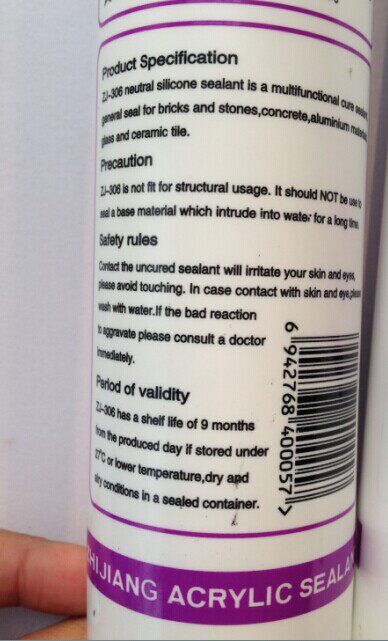 Product Specification
ZJ-306 neutral silicone sealant is a multifunctional cure
general seal for bricks and stones,concrete,aluminium
glass and ceramic tile.
Precaution
ZJ-306 is not fit for structural usage. It should NOT be
seal a base material which intrude into water for a long time.
Safety rules
Contact the uncured sealant will irritate your skin and eyes,
please avoid touching. In case contact with skin and eye,please
wash with water.If the bad reaction
to aggravate please consult a doctor
immediately.
Period of validity
ZJ-306 has a shelf life of 9 months
from the produced day if stored under
27°C or lower temperature,dry and
airy conditions in a sealed container.
6 942768 400057 >
ZHIJIANG ACRYLIC